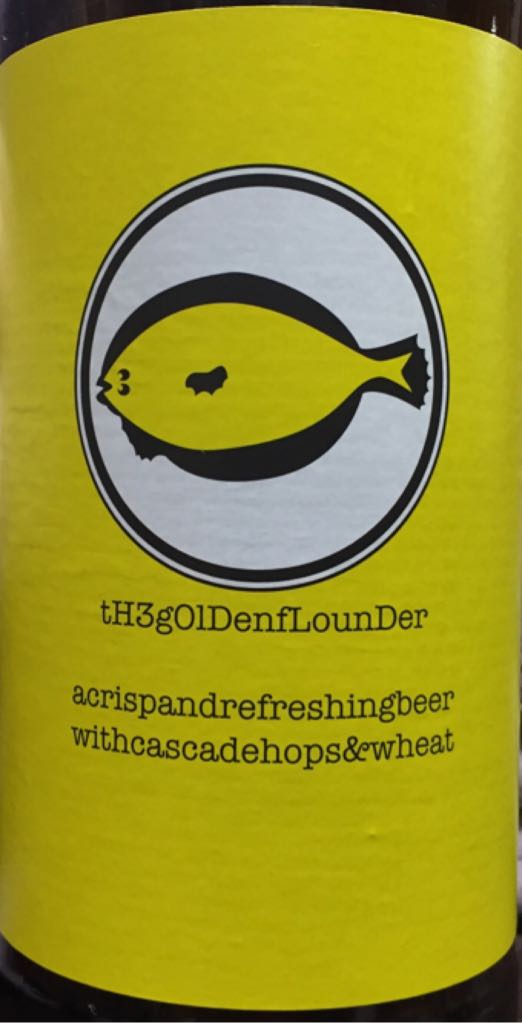 tH3gOlDenfLounDer
acrispandrefreshingbeer
withcascadehops&wheat